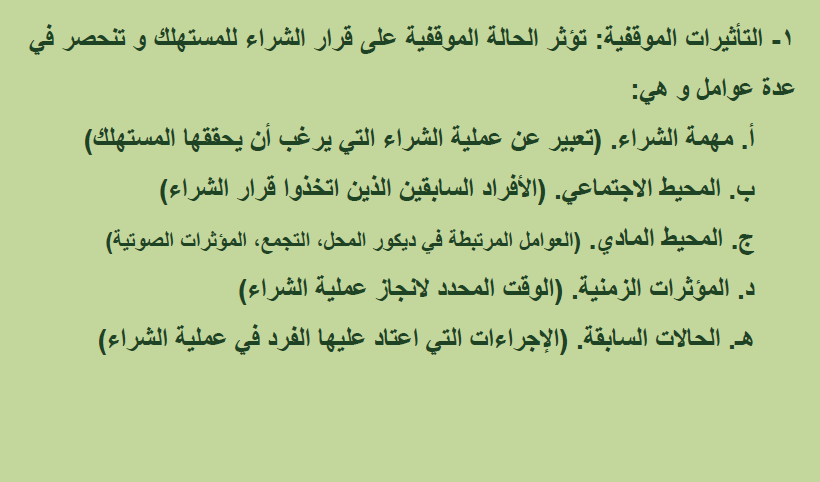 ١- التأثيرات الموقفية: تؤثر الحالة الموقفية على قرار الشراء للمستهلك و تنحصر في
عدة عوامل و هي:
أ. مهمة الشراء. (تعبير عن عملية الشراء التي يرغب أن يحققها المستهلك)
ب. المحيط الاجتماعي. (الأفراد السابقين الذين اتخذوا قرار الشراء)
ج. المحيط المادي. (العوامل المرتبطة في ديكور المحل، التجمع، المؤثرات الصوتية)
د. المؤثرات الزمنية. (الوقت المحدد لانجاز عملية الشراء)
هـ. الحالات السابقة. (الإجراءات التي اعتاد عليها الفرد في عملية الشراء)